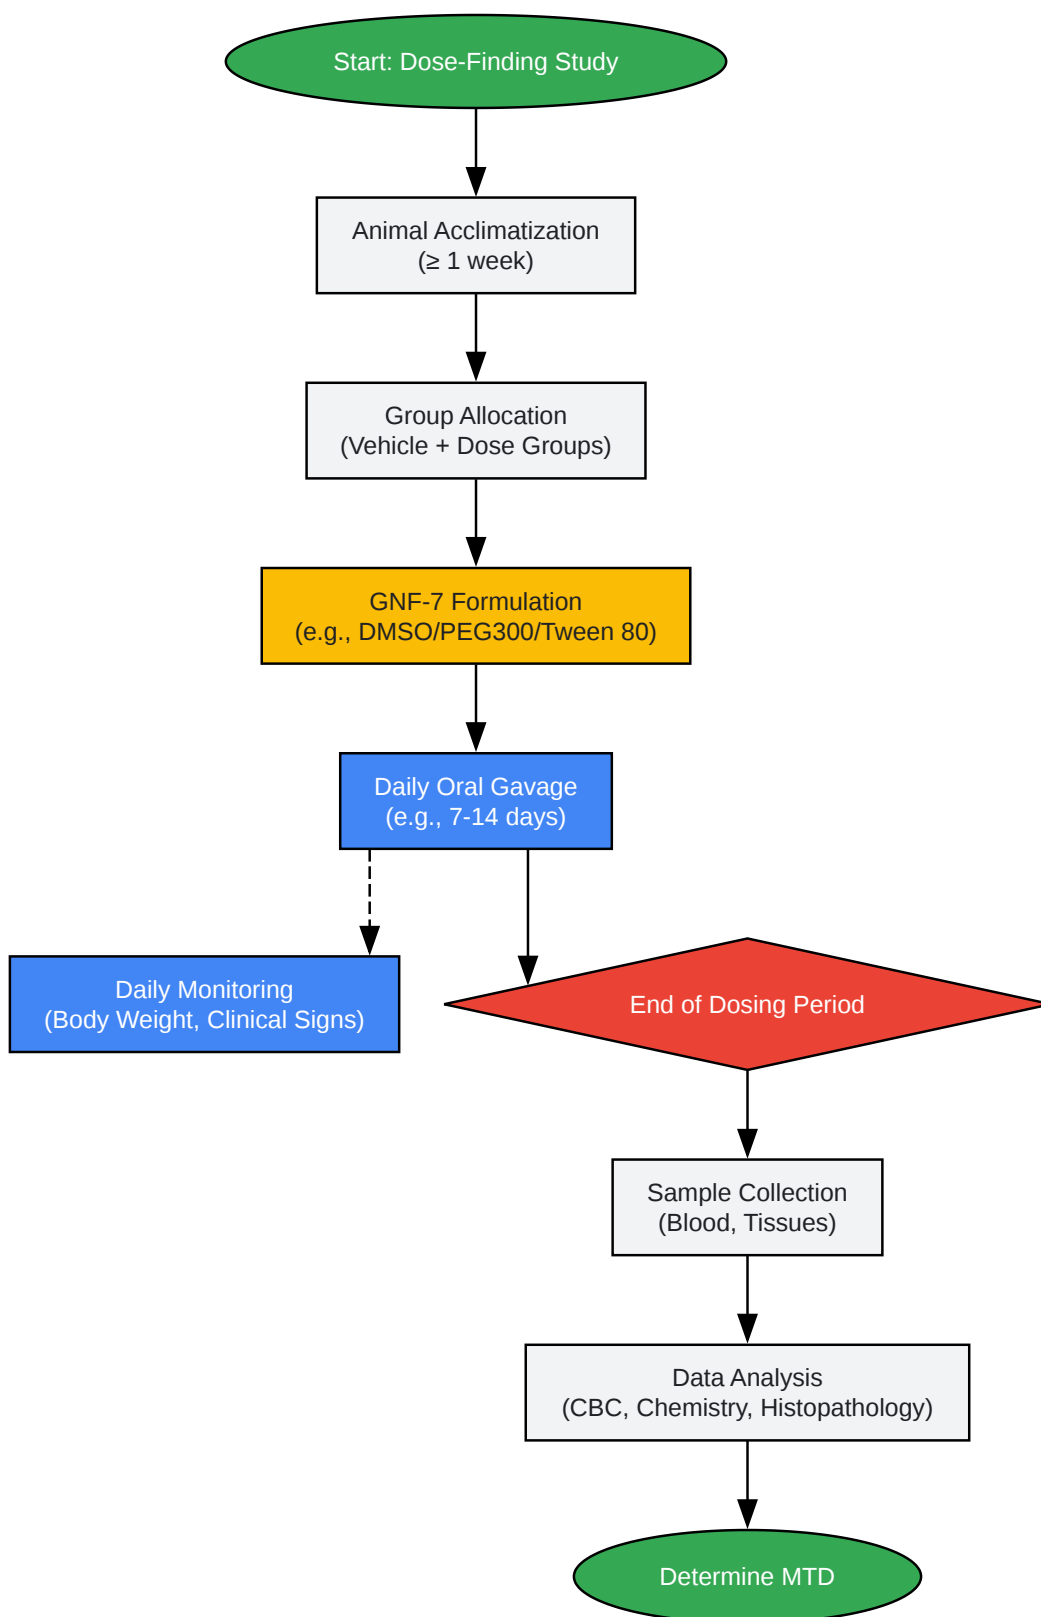 Start: Dose-Finding Study
Animal Acclimatization
(≥ 1 week)
Group Allocation
(Vehicle + Dose Groups)
GNF-7 Formulation
(e.g., DMSO/PEG300/Tween 80)
Daily Oral Gavage
(e.g., 7-14 days)
Daily Monitoring
(Body Weight, Clinical Signs)
End of Dosing Period
Sample Collection
(Blood, Tissues)
Data Analysis
(CBC, Chemistry, Histopathology)
Determine MTD